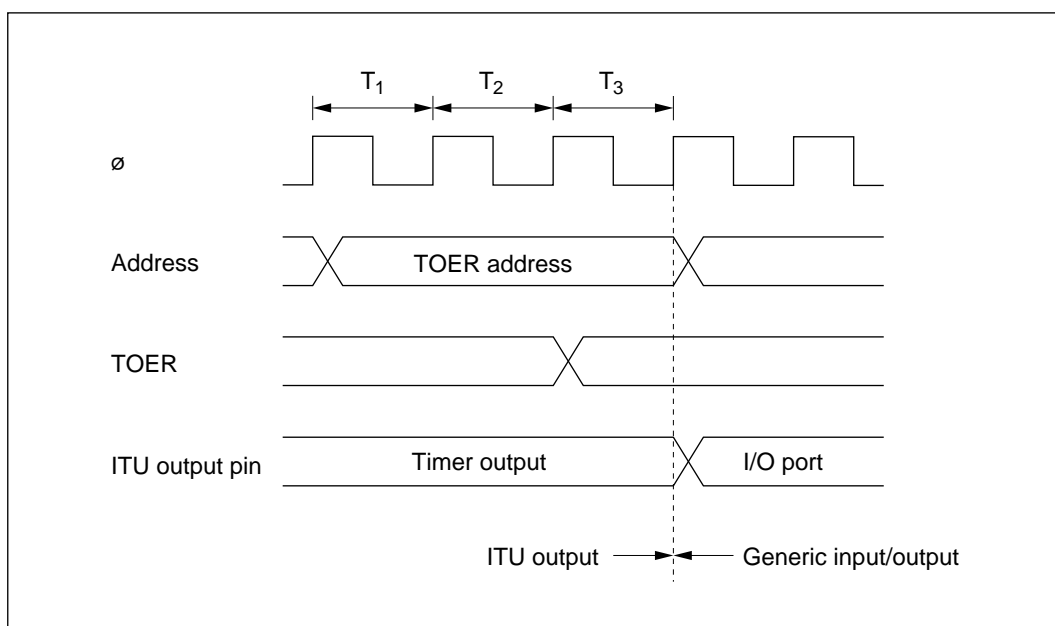 T1 T2 T3
ø
Address TOER address
TOER
ITU output pin Timer output I/O port
ITU output Generic input/output